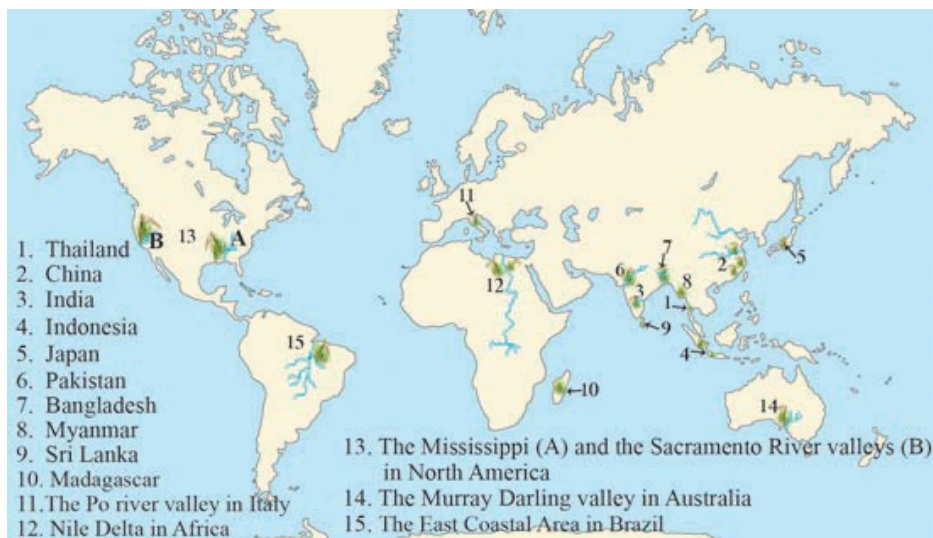 11
B
13
A
12
6
3
7
8
1
9
2
5
4
15
10
14
1. Thailand
2. China
3. India
4. Indonesia
5. Japan
6. Pakistan
7. Bangladesh
8. Myanmar
9. Sri Lanka
10. Madagascar
11.The Po river valley in Italy
12. Nile Delta in Africa
13. The Mississippi (A) and the Sacramento River valleys (B)
in North America
14. The Murray Darling valley in Australia
15. The East Coastal Area in Brazil